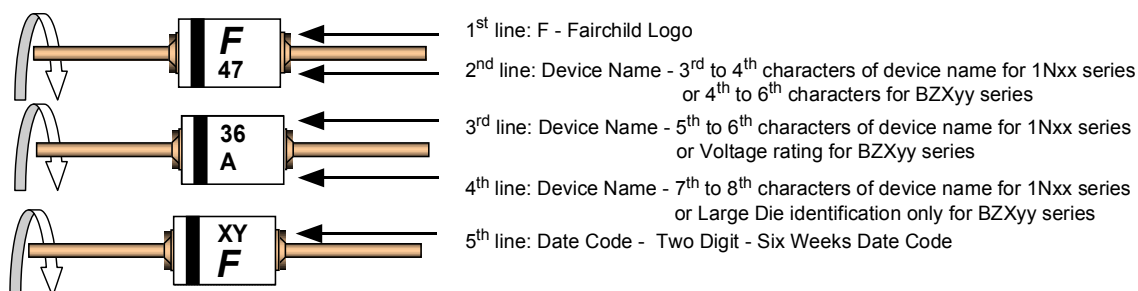 F
47
36
A
XY
F
1st line: F - Fairchild Logo
2nd line: Device Name - 3rd to 4th characters of device name for 1Nxx series
or 4th to 6th characters for BZXyy series
3rd line: Device Name - 5th to 6th characters of device name for 1Nxx series
or Voltage rating for BZXyy series
4th line: Device Name - 7th to 8th characters of device name for 1Nxx series
or Large Die identification only for BZXyy series
5th line: Date Code - Two Digit - Six Weeks Date Code